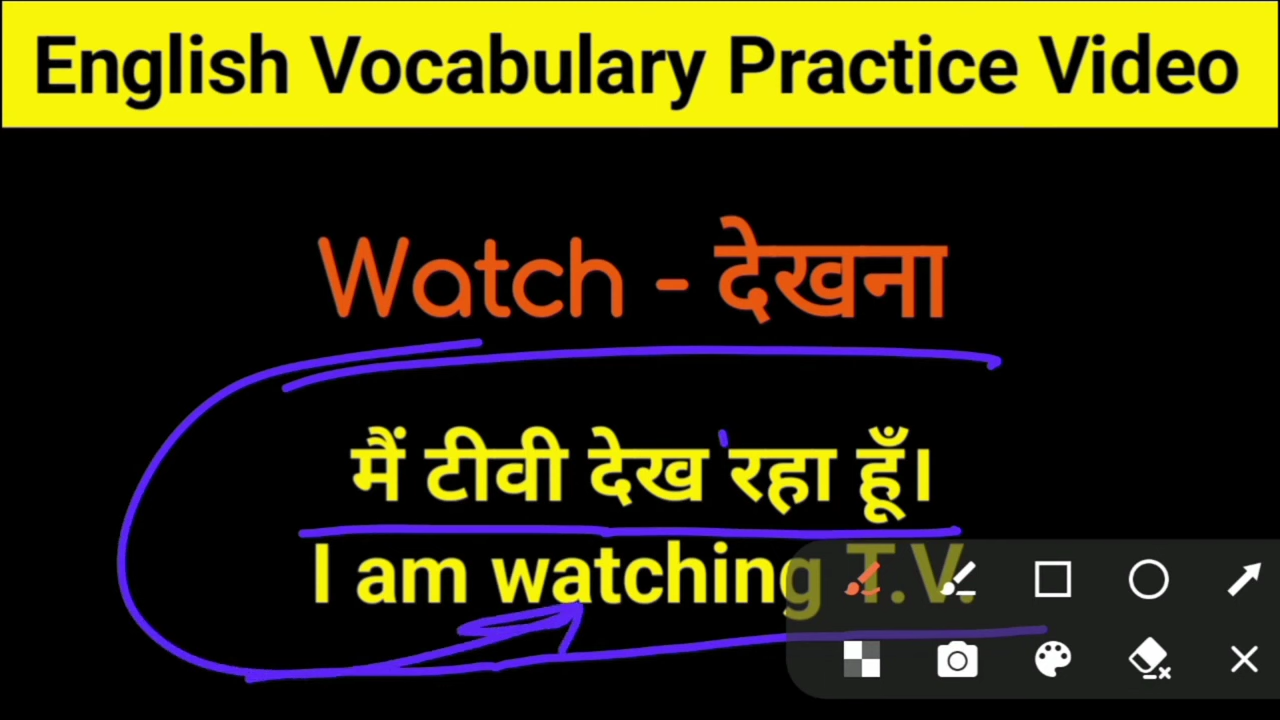 English Vocabulary Practice Video
Watch - देखना
मैं टीवी देख रहा हूँ।
I am watching T.V.